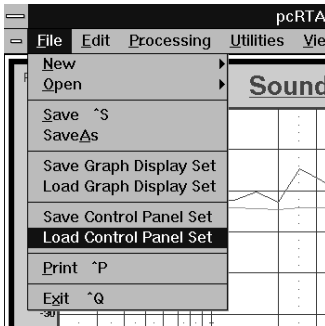 pcRTA
File Edit Processing Utilities Vie
New
Open
Sound
Save ^S
SaveAs
Save Graph Display Set
Load Graph Display Set
Save Control Panel Set
Load Control Panel Set
Print ^P
Exit ^Q
-30